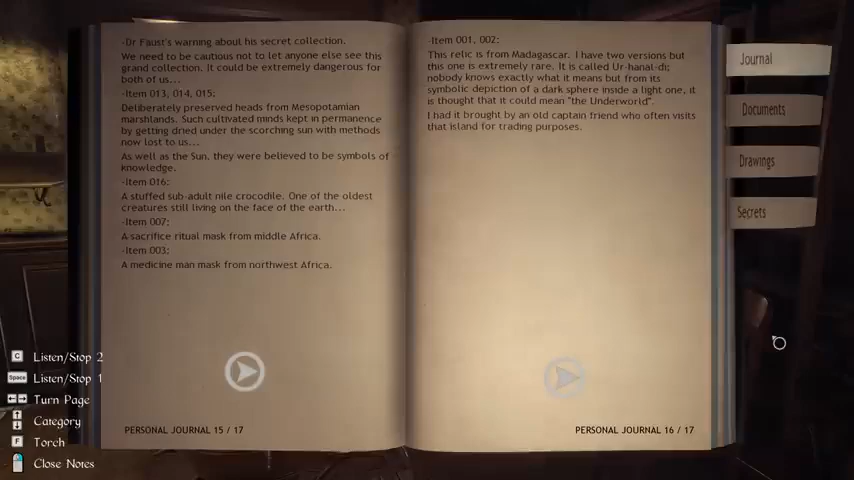 -Dr Faust's warning about his secret collection.
We need to be cautious not to let anyone else see this
grand collection. It could be extremely dangerous for
both of us...
-Item 013, 014, 015:
Deliberately preserved heads from Mesopotamian
marshlands. Such cultivated minds kept in permanence
by getting dried under the scorching sun with methods
now lost to us...
As well as the Sun, they were believed to be symbols of
knowledge.
-Item 016:
A stuffed sub-adult nile crocodile. One of the oldest
creatures still living on the face of the earth...
-Item 007:
A sacrifice ritual mask from middle Africa.
-Item 003:
A medicine man mask from northwest Africa.
PERSONAL JOURNAL 15 / 17
-Item 001, 002:
This relic is from Madagascar. I have two versions but
this one is extremely rare. It is called Ur-hanal-di;
nobody knows exactly what it means but from its
symbolic depiction of a dark sphere inside a light one, it
is thought that it could mean "the Underworld".
I had it brought by an old captain friend who often visits
that island for trading purposes.
PERSONAL JOURNAL 16 / 17
Journal
Documents
Drawings
Secrets
C Listen/Stop 2
Space Listen/Stop 1
Turn Page
Category
F Torch
Close Notes